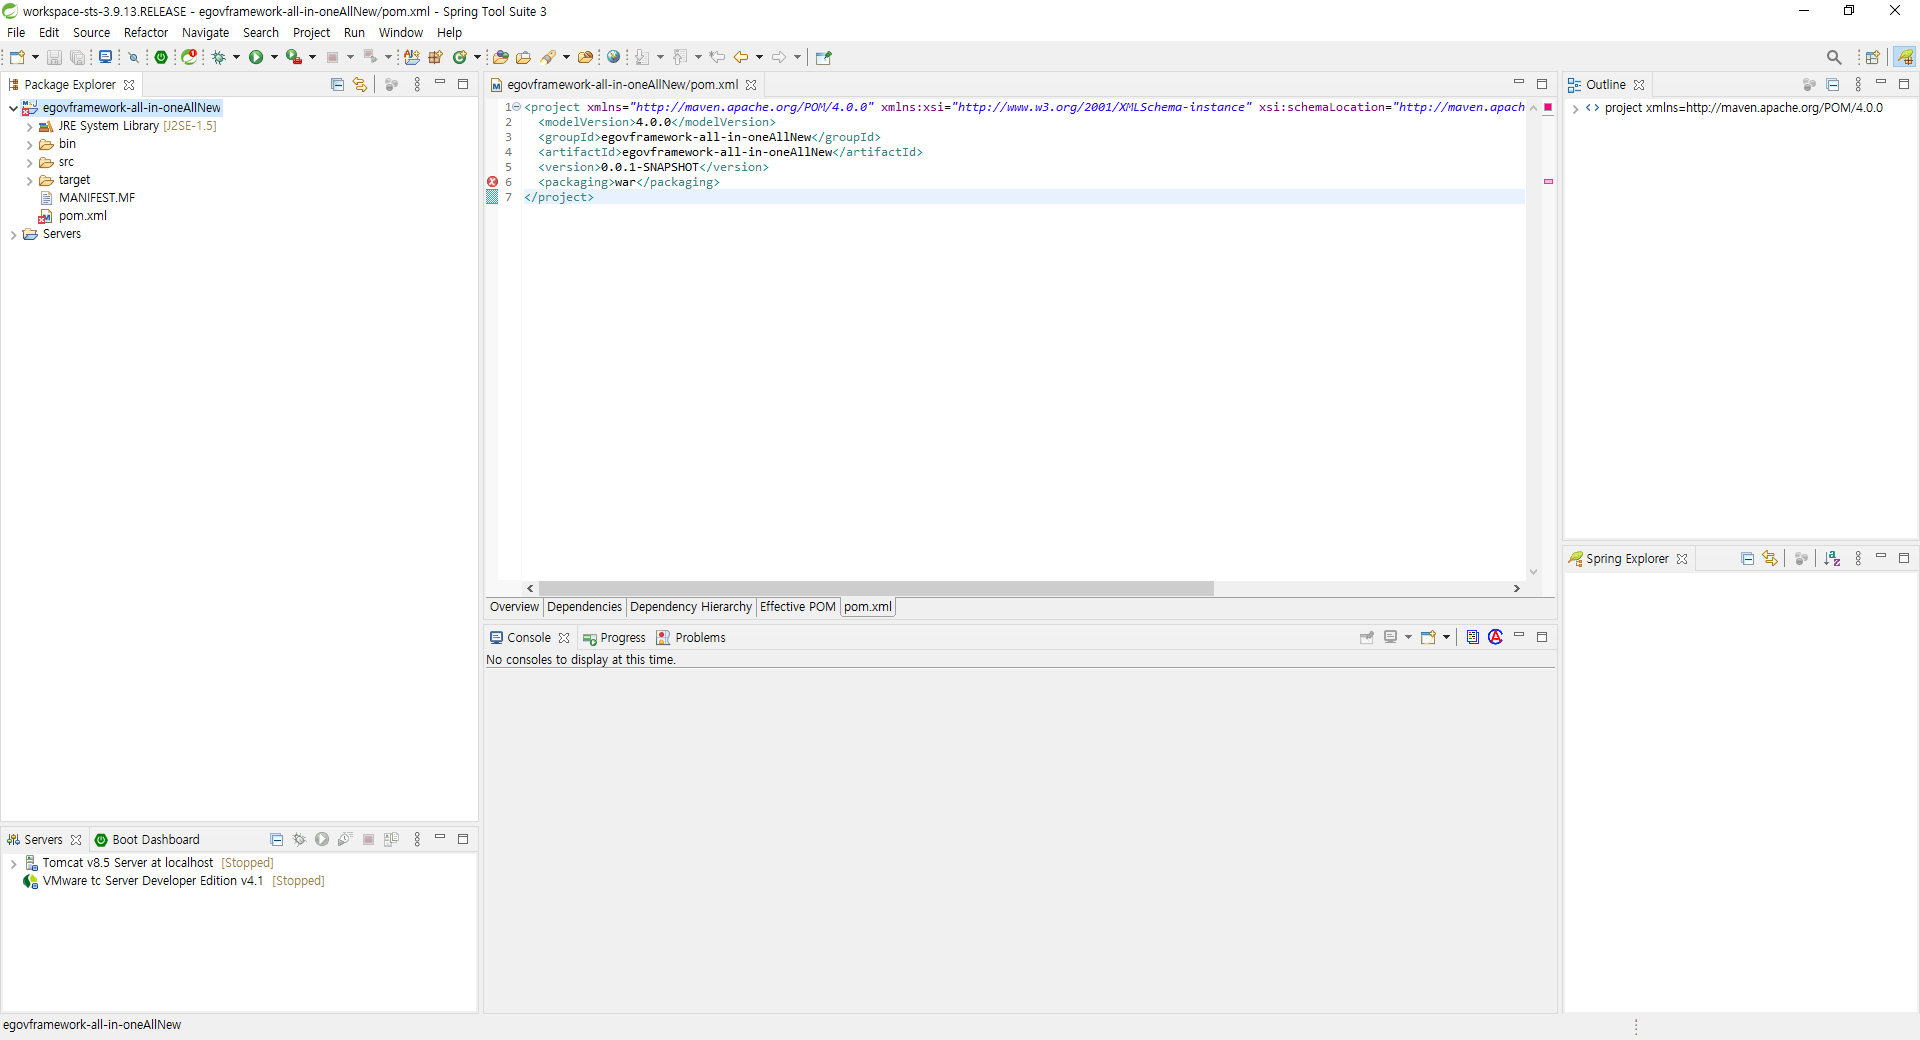 workspace-sts-3.9.13.RELEASE - egovframework-all-in-oneAllNew/pom.xml - Spring Tool Suite 3
File Edit Source Refactor Navigate Search Project Run Window Help
Package Explorer
egovframework-all-in-oneAllNew
JRE System Library [J2SE-1.5]
bin
src
target
MANIFEST.MF
pom.xml
Servers
egovframework-all-in-oneAllNew/pom.xml
1 <project xmlns="http://maven.apache.org/POM/4.0.0" xmlns:xsi="http://www.w3.org/2001/XMLSchema-instance" xsi:schemaLocation="http://maven.apach
2 <modelVersion>4.0.0</modelVersion>
3 <groupId>egovframework-all-in-oneAllNew</groupId>
4 <artifactId>egovframework-all-in-oneAllNew</artifactId>
5 <version>0.0.1-SNAPSHOT</version>
6 <packaging>war</packaging>
7 </project>
Overview Dependencies Dependency Hierarchy Effective POM pom.xml
Console Progress Problems
No consoles to display at this time.
Outline
project xmlns=http://maven.apache.org/POM/4.0.0
Spring Explorer
Servers Boot Dashboard
Tomcat v8.5 Server at localhost [Stopped]
VMware tc Server Developer Edition v4.1 [Stopped]
egovframework-all-in-oneAllNew